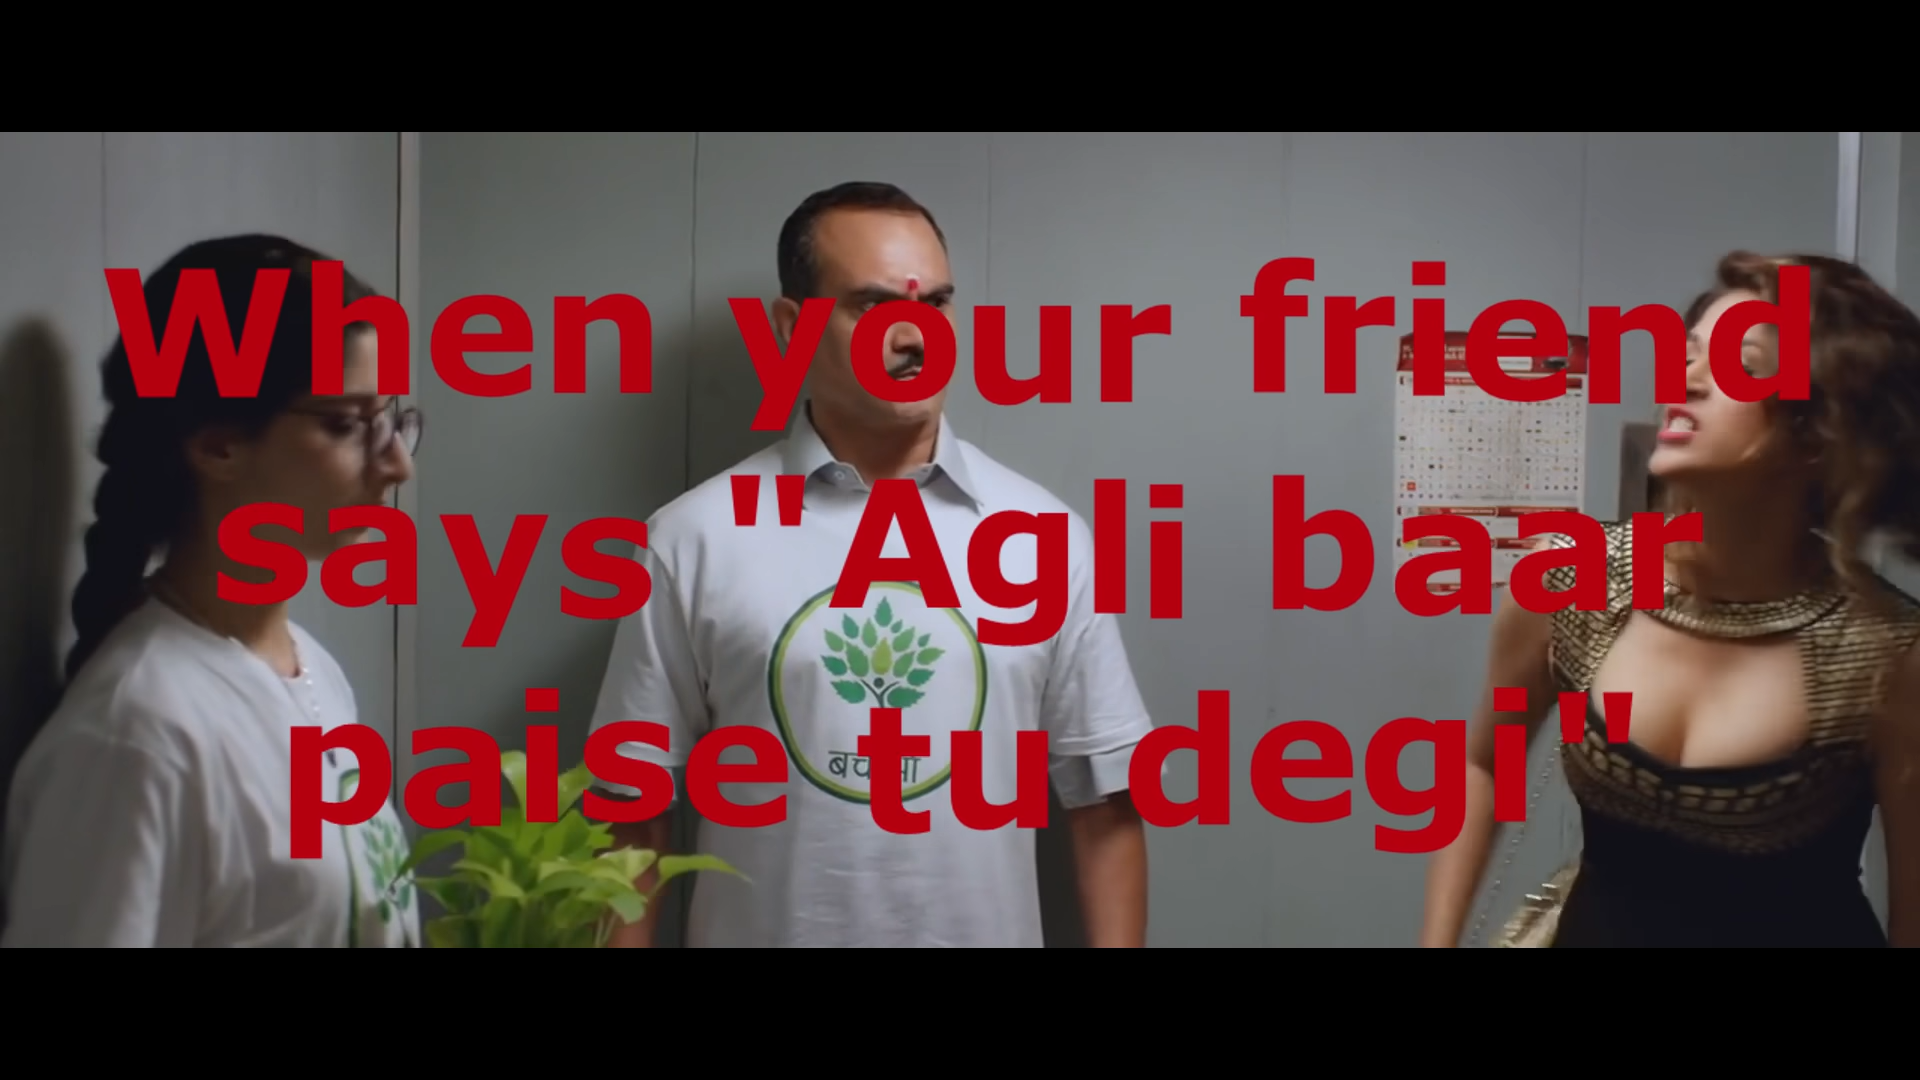 When your friend
says "Agli baar
paise tu degi"